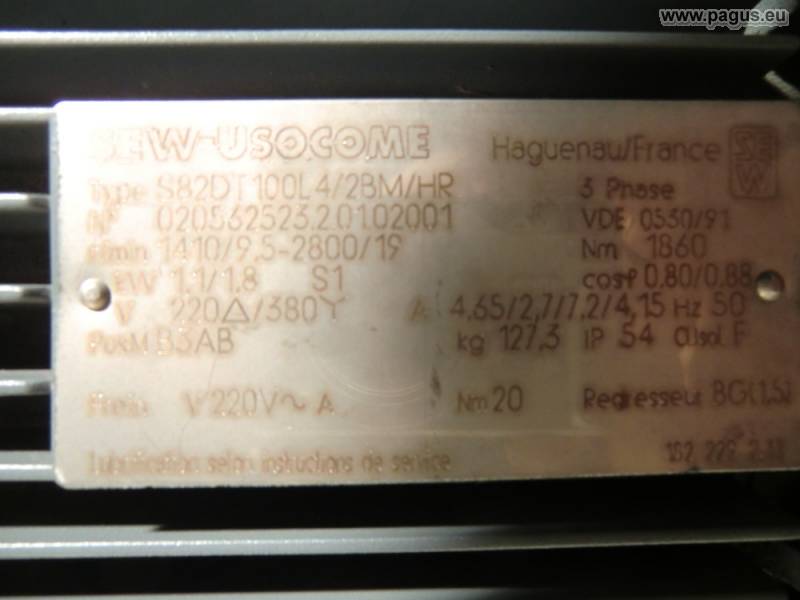 www.pagus.eu
SEW-USOCOME Haguenau/France SEW
Type S82DT100L4/2BM/HR 3 Phase
N° 020562523.2.0102001 VDE 0530/91
r/min 1410/9,5-2800/19 Nm 1860
kW 1,1/1,8 S1 cosφ 0.80/0.88
V 220△/380Y A 4,65/2,7/7,2/4,15 Hz 50
B3AB kg 127,3 IP 54 Cl.isol. F
Frein V 220V~ A Nm 20 Redresseur BG(1,5)
Lubrification selon instructions de service